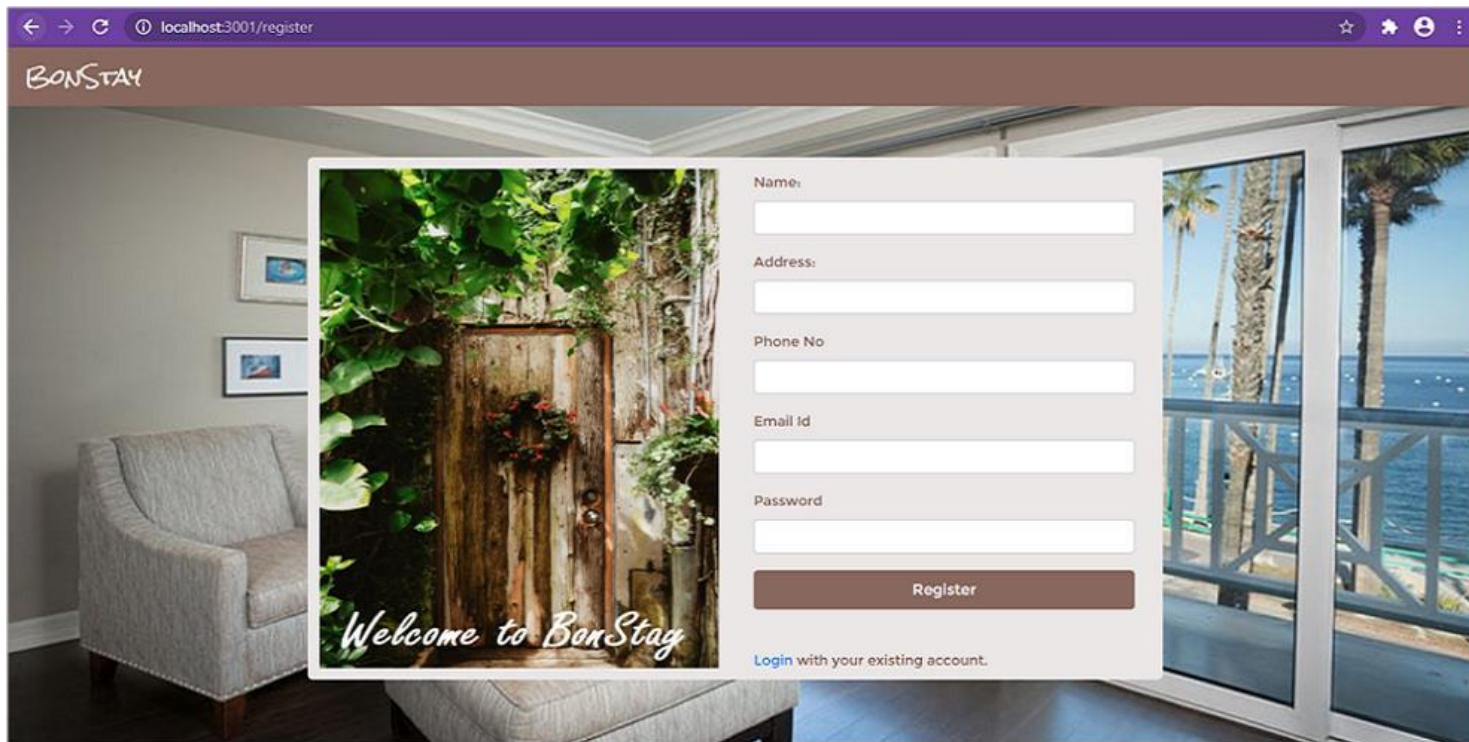 localhost:3001/register
BONSTAY
Name:
Address:
Phone No
Email Id
Password
Register
Welcome to BonStay
Login with your existing account.